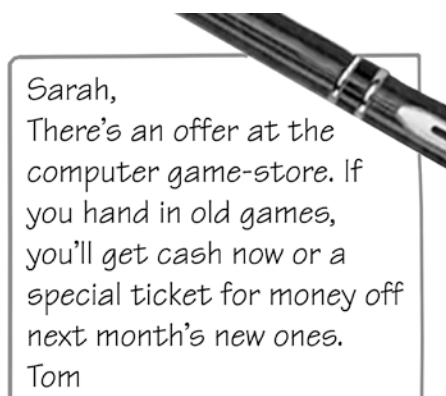 Sarah,
There's an offer at the
computer game-store. If
you hand in old games,
you'll get cash now or a
special ticket for money off
next month's new ones.
Tom